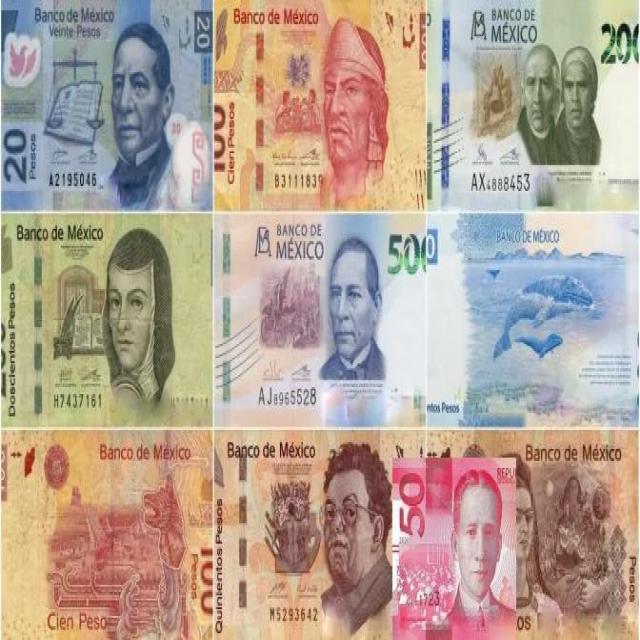 Banco de México
Veinte Pesos
20
20
Pesos
A2195046
20
Banco de México
100
Cien Pesos
B3111839
BANCO DE
MÉXICO
200
AX4888453
Banco de México
Doscientos Pesos
H7437161
BANCO DE
MÉXICO
500
AJ8965528
BANCO DE MÉXICO
ntos Pesos
Banco de México
100
Pesos
Cien Peso
Banco de México
Quinientos Pesos
M5293642
50
REPU
Banco de México
Pesos
os